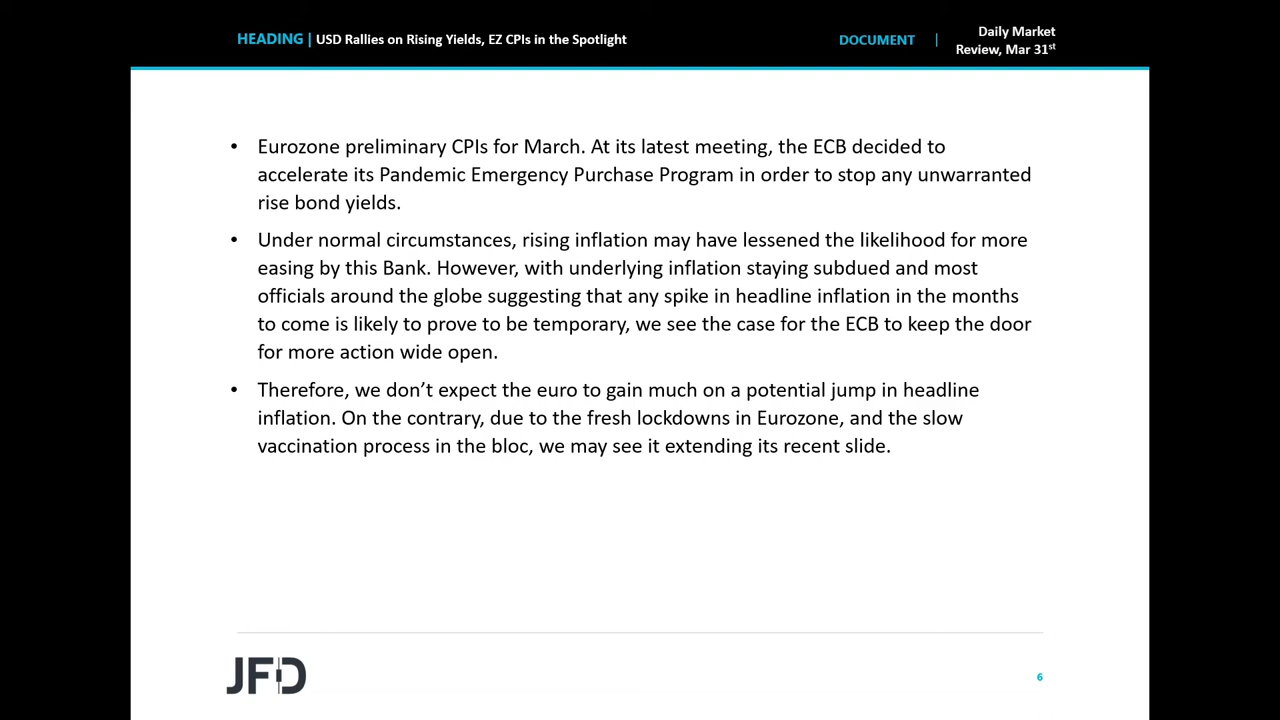 HEADING | USD Rallies on Rising Yields, EZ CPIs in the Spotlight
DOCUMENT | Daily Market
Review, Mar 31st
• Eurozone preliminary CPIs for March. At its latest meeting, the ECB decided to
accelerate its Pandemic Emergency Purchase Program in order to stop any unwarranted
rise bond yields.
• Under normal circumstances, rising inflation may have lessened the likelihood for more
easing by this Bank. However, with underlying inflation staying subdued and most
officials around the globe suggesting that any spike in headline inflation in the months
to come is likely to prove to be temporary, we see the case for the ECB to keep the door
for more action wide open.
• Therefore, we don’t expect the euro to gain much on a potential jump in headline
inflation. On the contrary, due to the fresh lockdowns in Eurozone, and the slow
vaccination process in the bloc, we may see it extending its recent slide.
JFD
6